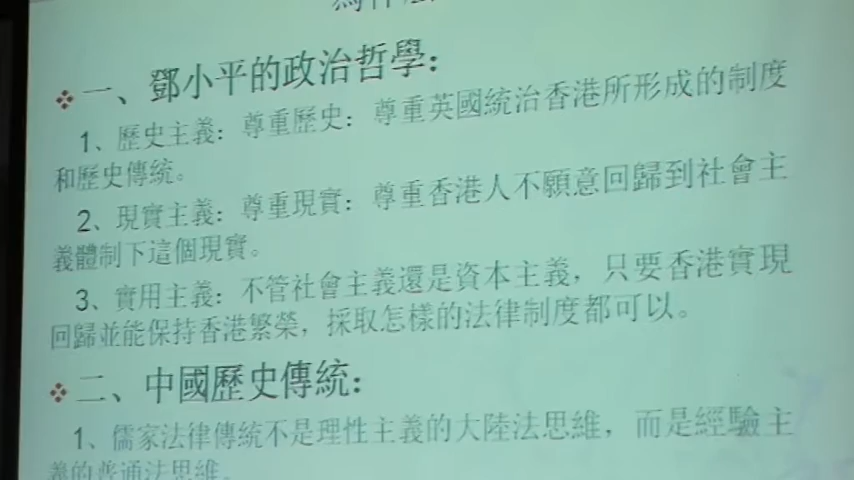 一、鄧小平的政治哲學：
1、歷史主義：尊重歷史：尊重英國統治香港所形成的制度
和歷史傳統。
2、現實主義：尊重現實：尊重香港人不願意回歸到社會主
義體制下這個現實。
3、實用主義：不管社會主義還是資本主義，只要香港實現
回歸並能保持香港繁榮，採取怎樣的法律制度都可以。
二、中國歷史傳統：
1、儒家法律傳統不是理性主義的大陸法思維，而是經驗主
義的普通法思維。